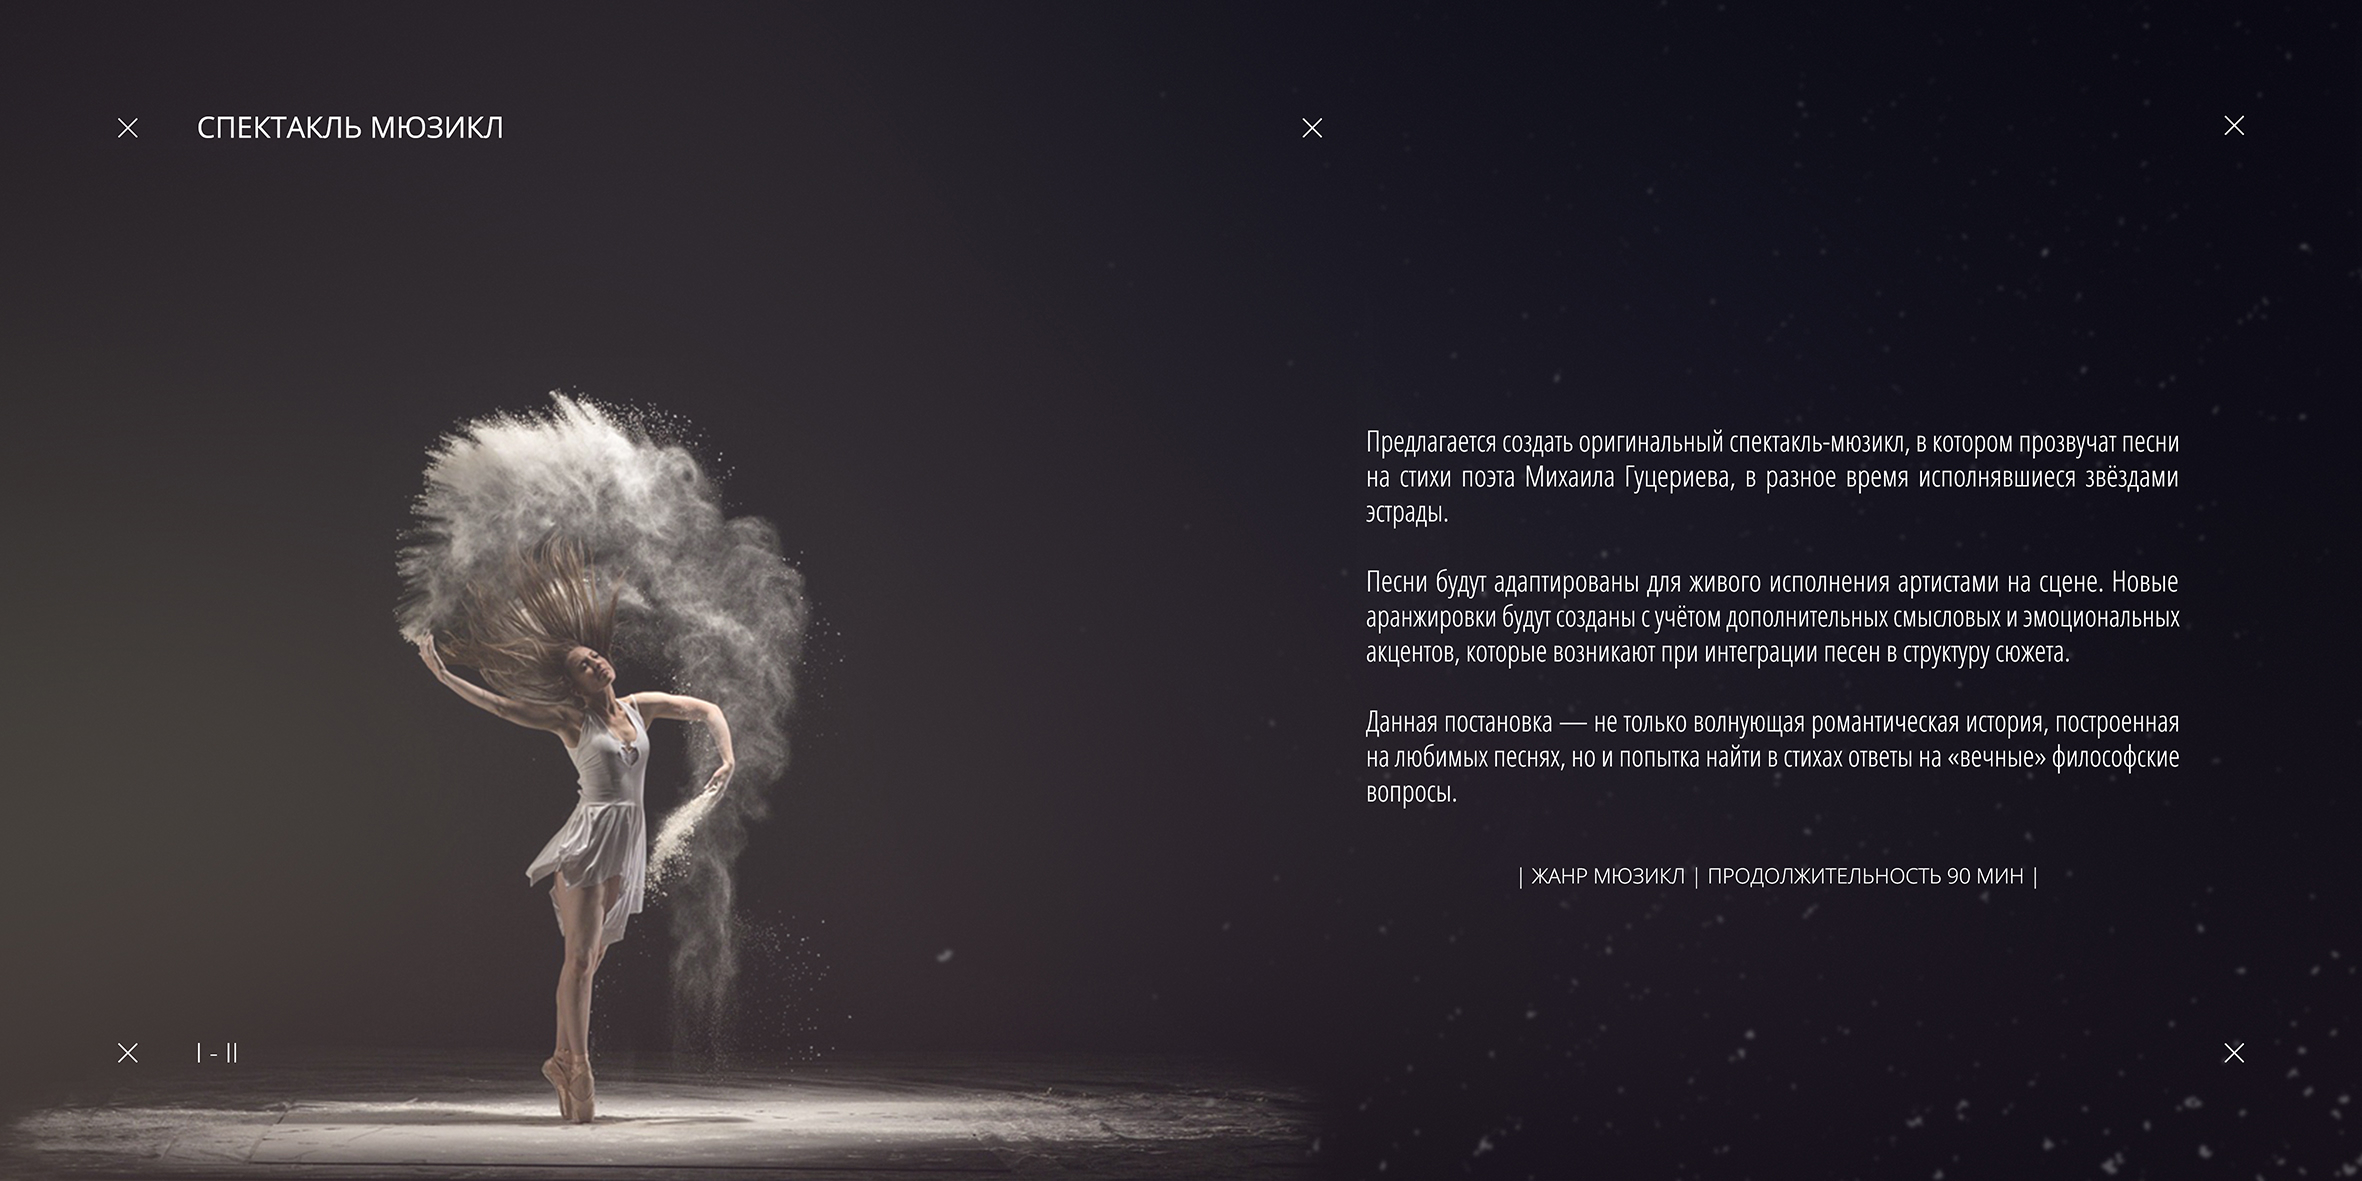 СПЕКТАКЛЬ МЮЗИКЛ
Предлагается создать оригинальный спектакль-мюзикл, в котором прозвучат песни
на стихи поэта Михаила Гуцериева, в разное время исполнявшиеся звёздами
эстрады.
Песни будут адаптированы для живого исполнения артистами на сцене. Новые
аранжировки будут созданы с учётом дополнительных смысловых и эмоциональных
акцентов, которые возникают при интеграции песен в структуру сюжета.
Данная постановка — не только волнующая романтическая история, построенная
на любимых песнях, но и попытка найти в стихах ответы на «вечные» философские
вопросы.
| ЖАНР МЮЗИКЛ | ПРОДОЛЖИТЕЛЬНОСТЬ 90 МИН |
I - II